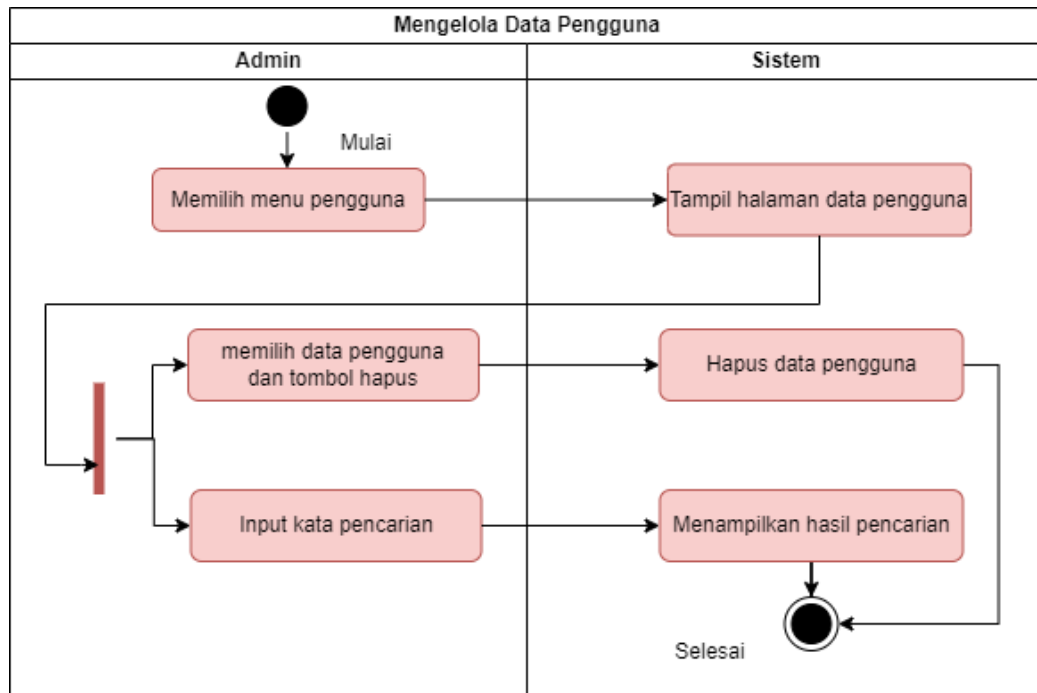 Mengelola Data Pengguna
Admin
Sistem
Mulai
Memilih menu pengguna
Tampil halaman data pengguna
memilih data pengguna
dan tombol hapus
Hapus data pengguna
Input kata pencarian
Menampilkan hasil pencarian
Selesai